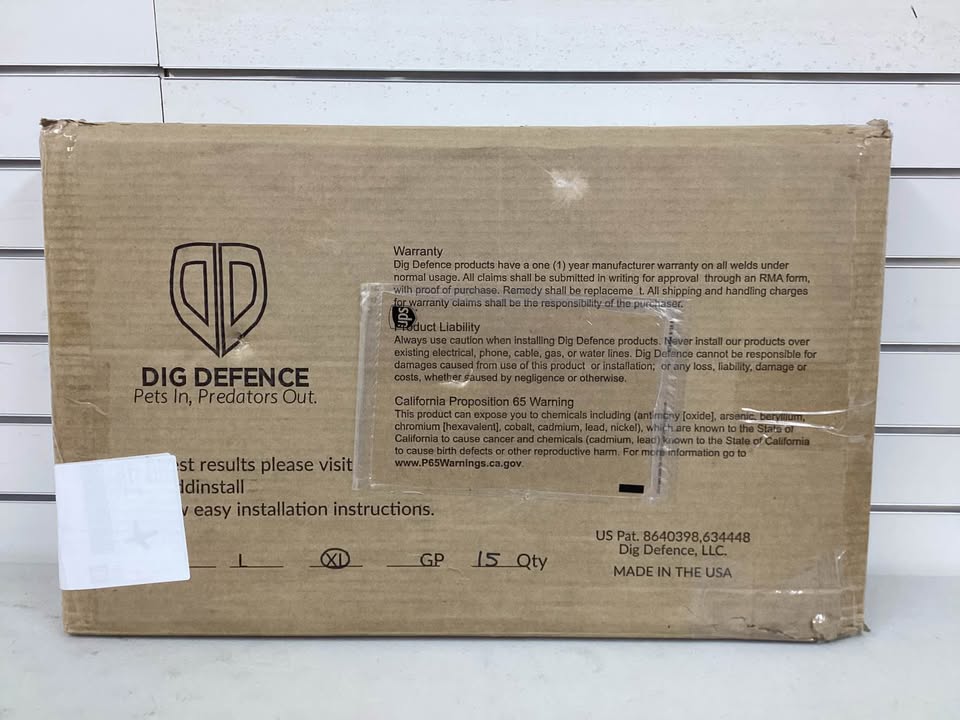 Warranty
Dig Defence products have a one (1) year manufacturer warranty on all welds under
normal usage. All claims shall be submitted in writing for approval through an RMA form,
with proof of purchase. Remedy shall be replaceme t. All shipping and handling charges
for warranty claims shall be the responsibility of the purchaser.
ups
Product Liability
Always use caution when installing Dig Defence products. Never install our products over
existing electrical, phone, cable, gas, or water lines. Dig Defence cannot be responsible for
damages caused from use of this product or installation; or any loss, liability, damage or
costs, whether caused by negligence or otherwise.
California Proposition 65 Warning
This product can expose you to chemicals including (antimony [oxide], arsenic, beryllium,
chromium [hexavalent], cobalt, cadmium, lead, nickel), which are known to the State of
California to cause cancer and chemicals (cadmium, lead) known to the State of California
to cause birth defects or other reproductive harm. For more information go to
www.P65Warnings.ca.gov
DD
DIG DEFENCE
Pets In, Predators Out.
est results please visit
ddinstall
easy installation instructions.
L XL GP 15 Qty
US Pat. 8640398,634448
Dig Defence, LLC.
MADE IN THE USA